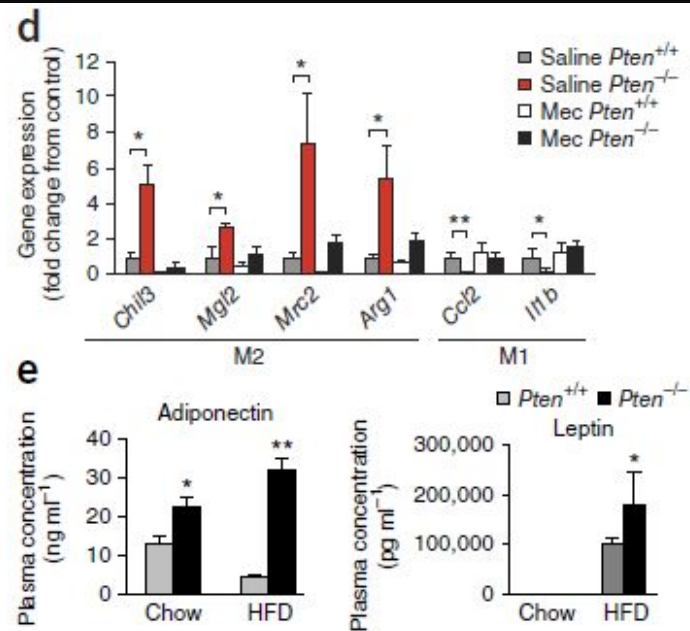 d
Gene expression
(fold change from control)
12
10
8
6
4
2
0
*
*
*
*
**
*
Saline Pten+/+
Saline Pten−/−
Mec Pten+/+
Mec Pten−/−
Chil3
Mgl2
Mrc2
Arg1
Ccl2
Il1b
M2
M1
e
Pten+/+ Pten−/−
Adiponectin
Plasma concentration
(ng ml−1)
40
30
20
10
0
*
**
Chow
HFD
Leptin
Plasma concentration
(pg ml−1)
300,000
200,000
100,000
0
*
Chow
HFD